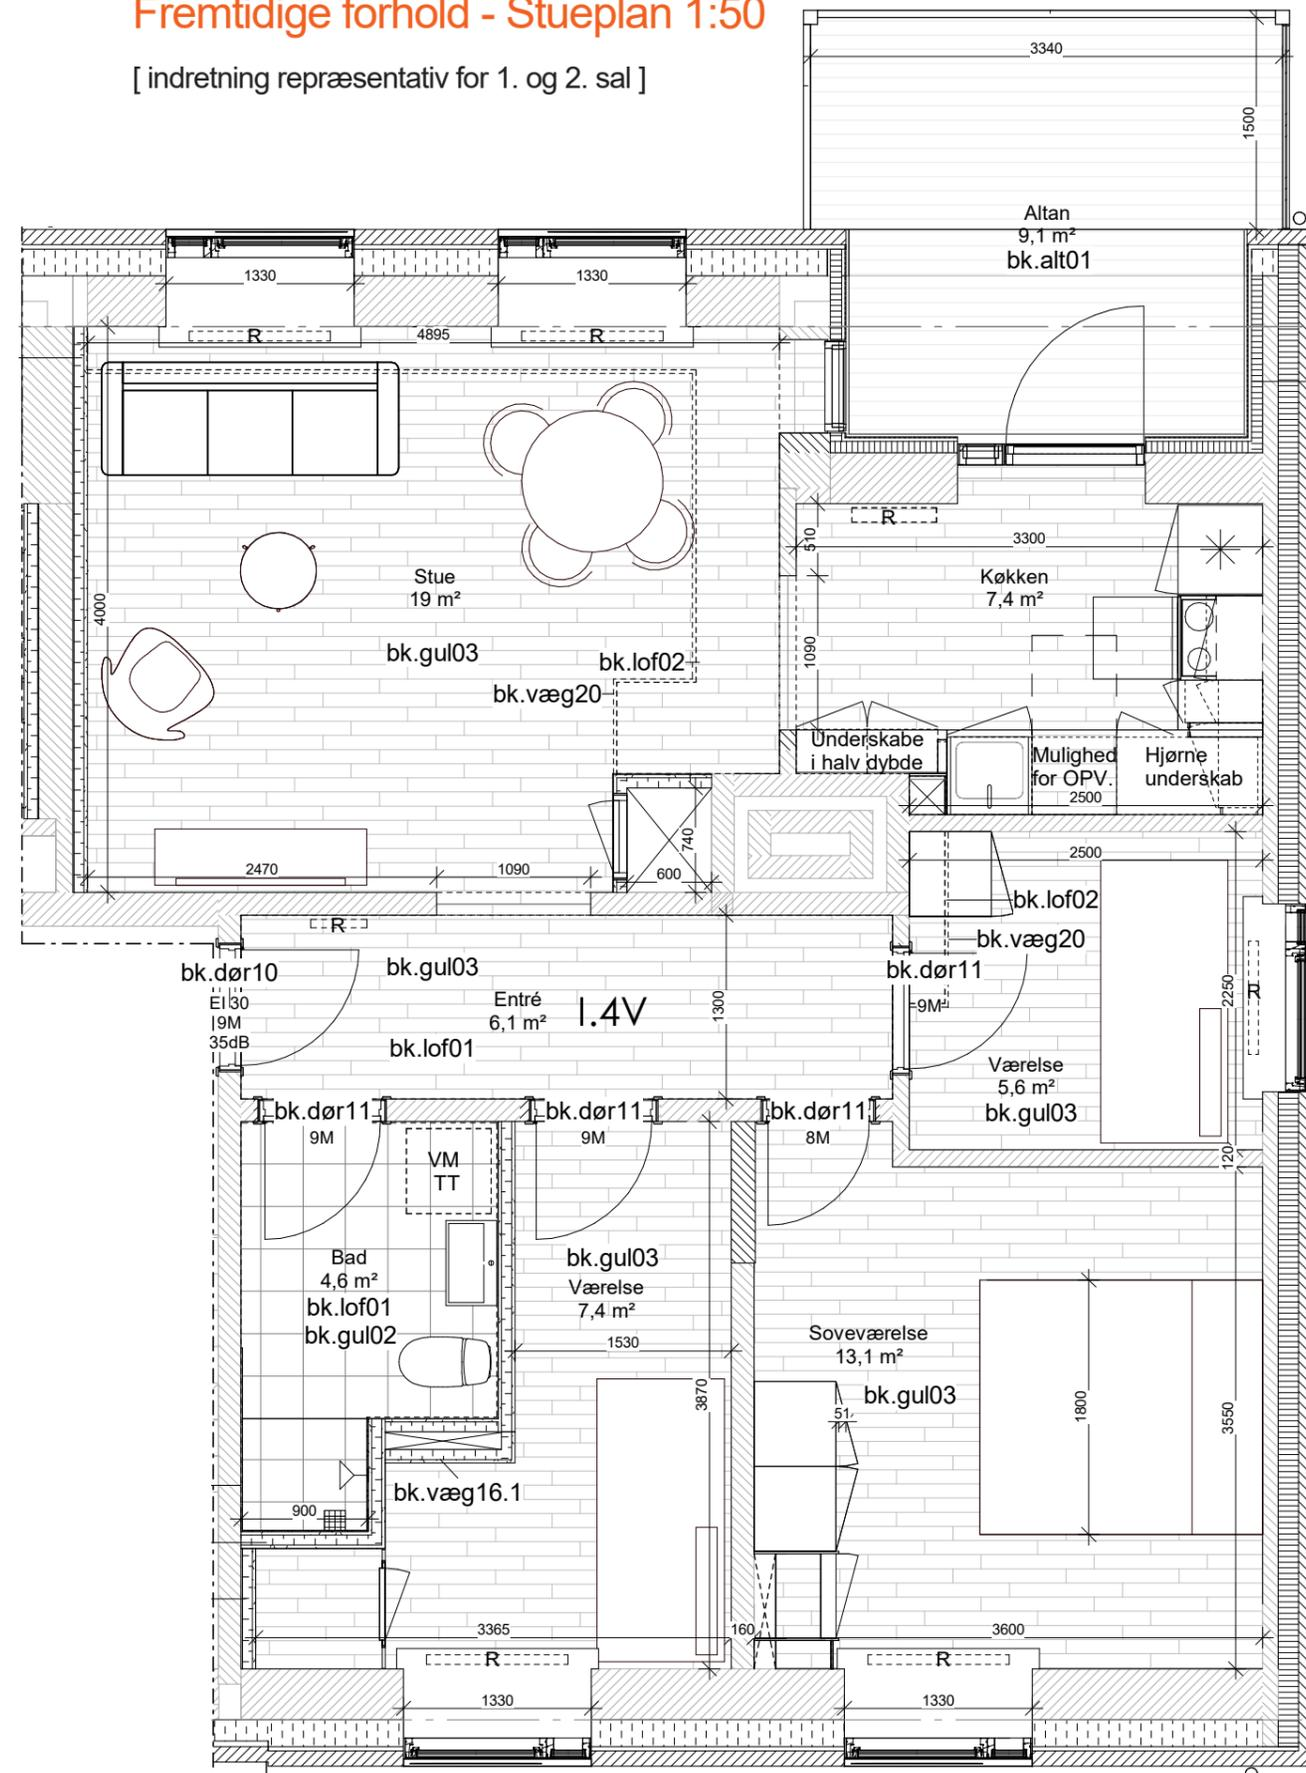 Fremtidige forhold - Stueplan 1:50
[ indretning repræsentativ for 1. og 2. sal ]
3340
1500
Altan
9,1 m²
bk.alt01
1330
1330
R
4895
R
R
510
3300
Stue
19 m²
Køkken
7,4 m²
4000
bk.gul03
bk.lof02
1090
bk.væg20
Underskabe
i halv dybde
Mulighed
for OPV.
Hjørne
underskab
2500
740
2470
1090
600
2500
bk.lof02
R
bk.væg20
bk.dør10
bk.gul03
bk.dør11
EI 30
9M
35dB
Entré
6,1 m²
1.4V
1300
9M
2250
R
bk.lof01
Værelse
5,6 m²
bk.gul03
bk.dør11
9M
bk.dør11
9M
bk.dør11
8M
120
VM
TT
Bad
4,6 m²
bk.lof01
bk.gul02
bk.gul03
Værelse
7,4 m²
1530
Soveværelse
13,1 m²
bk.gul03
3870
51
1800
3550
bk.væg16.1
900
3365
160
3600
R
R
1330
1330